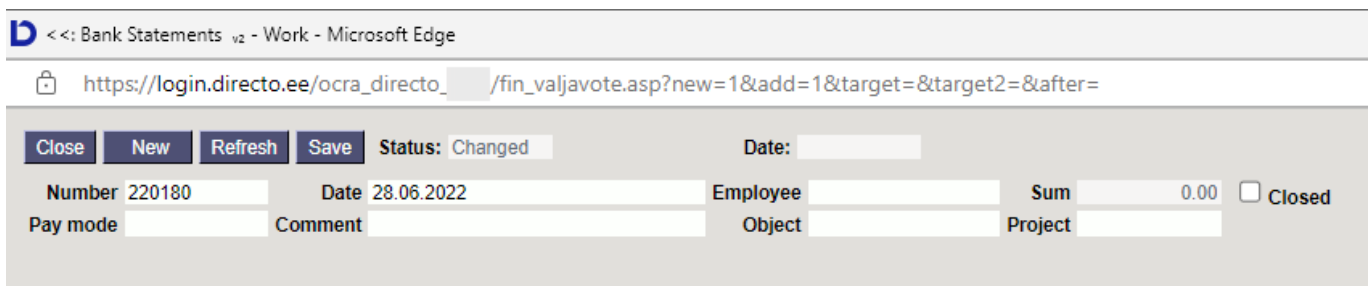 <<: Bank Statements v2 - Work - Microsoft Edge
https://login.directo.ee/ocra_directo_ /fin_valjavote.asp?new=1&add=1&target=&target2=&after=
Close New Refresh Save Status: Changed Date:
Number 220180 Date 28.06.2022 Employee Sum 0.00 Closed
Pay mode Comment Object Project